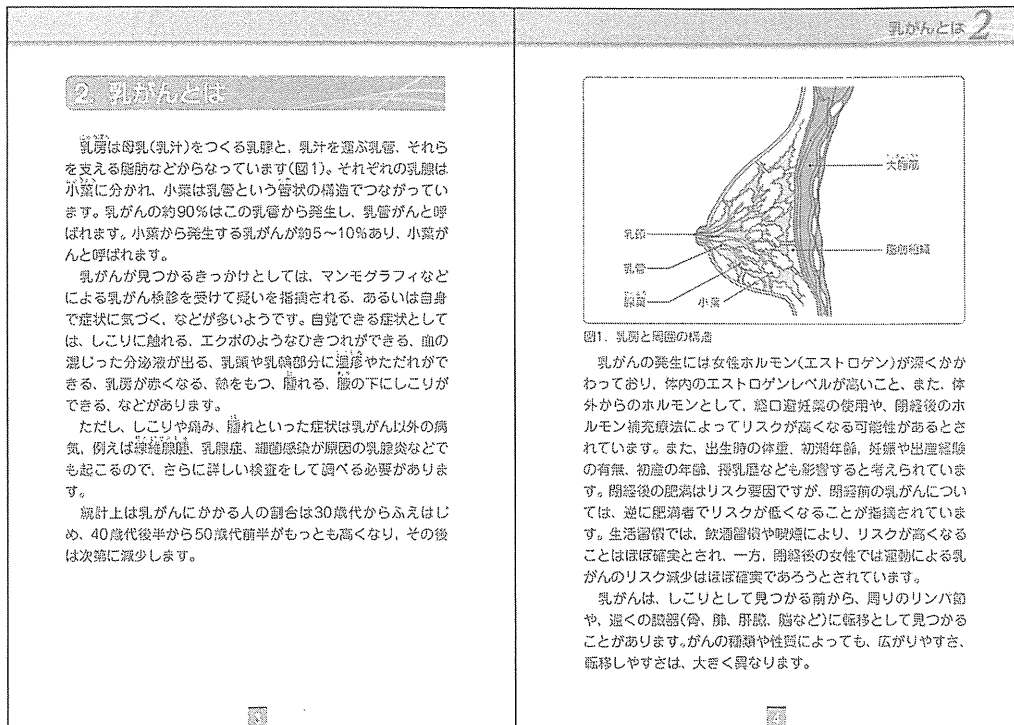 2. 乳がんとは
乳房は母乳(乳汁)をつくる乳腺と、乳汁を運ぶ乳管、それら
を支える脂肪などからなっています(図1)。それぞれの乳腺は
小葉に分かれ、小葉は乳管という管状の構造でつながってい
ます。乳がんの約90%はこの乳管から発生し、乳管がんと呼
ばれます。小葉から発生する乳がんが約5〜10%あり、小葉が
んと呼ばれます。
乳がんが見つかるきっかけとしては、マンモグラフィなど
による乳がん検診を受けて疑いを指摘される、あるいは自身
で症状に気づく、などが多いようです。自覚できる症状として
は、しこりに触れる、エクボのようなひきつれができる、血の
混じった分泌液が出る、乳頭や乳輪部分に湿疹やただれがで
きる、乳房が赤くなる、熱をもつ、腫れる、腋の下にしこりが
できる、などがあります。
ただし、しこりや痛み、腫れといった症状は乳がん以外の病
気、例えば線維腺腫、乳腺症、細菌感染が原因の乳腺炎などで
も起こるので、さらに詳しい検査をして調べる必要がありま
す。
統計上は乳がんにかかる人の割合は30歳代からふえはじ
め、40歳代後半から50歳代前半がもっとも高くなり、その後
は次第に減少します。
3
乳がんとは 2
大胸筋
乳頭
脂肪組織
乳管
腺葉
小葉
図1. 乳房と周囲の構造
乳がんの発生には女性ホルモン(エストロゲン)が深くかか
わっており、体内のエストロゲンレベルが高いこと、また、体
外からのホルモンとして、経口避妊薬の使用や、閉経後のホ
ルモン補充療法によってリスクが高くなる可能性があるとさ
れています。また、出生時の体重、初潮年齢、妊娠や出産経験
の有無、初産の年齢、授乳歴なども影響すると考えられていま
す。閉経後の肥満はリスク要因ですが、閉経前の乳がんについ
ては、逆に肥満者でリスクが低くなることが指摘されていま
す。生活習慣では、飲酒習慣や喫煙により、リスクが高くなる
ことはほぼ確実とされ、一方、閉経後の女性では運動による乳
がんのリスク減少はほぼ確実であろうとされています。
乳がんは、しこりとして見つかる前から、周りのリンパ節
や、遠くの臓器(骨、肺、肝臓、脳など)に転移として見つかる
ことがあります。がんの種類や性質によっても、広がりやすさ、
転移しやすさは、大きく異なります。
4